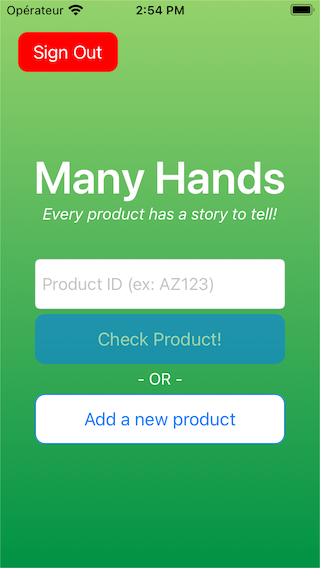 Opérateur 2:54 PM
Sign Out
Many Hands
Every product has a story to tell!
Product ID (ex: AZ123)
Check Product!
- OR -
Add a new product